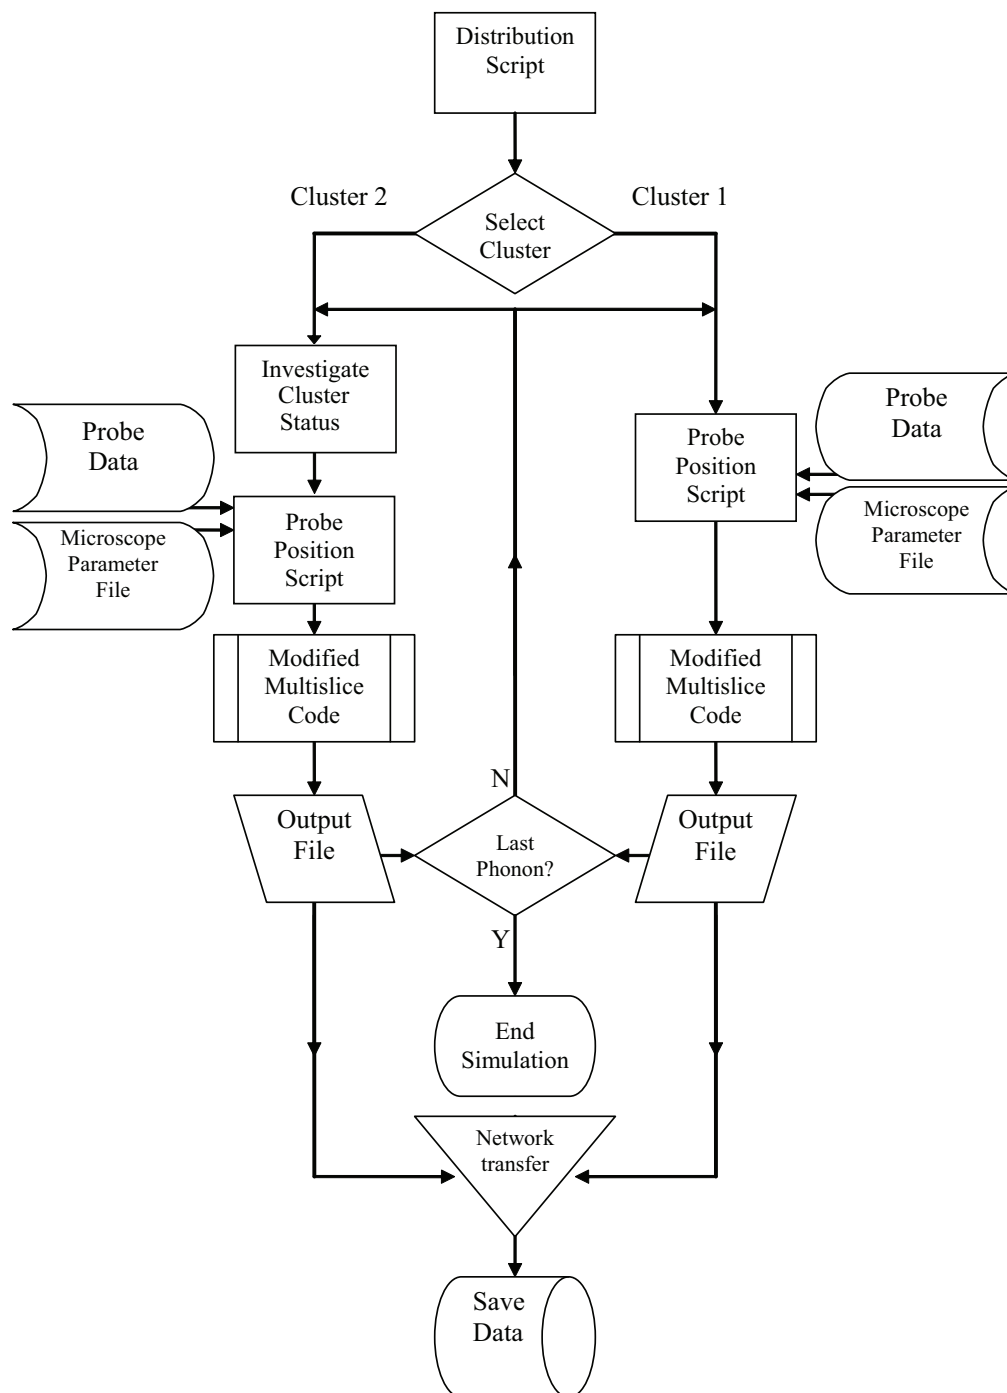 Distribution
Script
Cluster 2
Cluster 1
Select
Cluster
Investigate
Cluster
Status
Probe
Data
Probe
Data
Probe
Position
Script
Microscope
Parameter
File
Probe
Position
Script
Microscope
Parameter
File
Modified
Multislice
Code
Modified
Multislice
Code
N
Output
File
Last
Phonon?
Output
File
Y
End
Simulation
Network
transfer
Save
Data